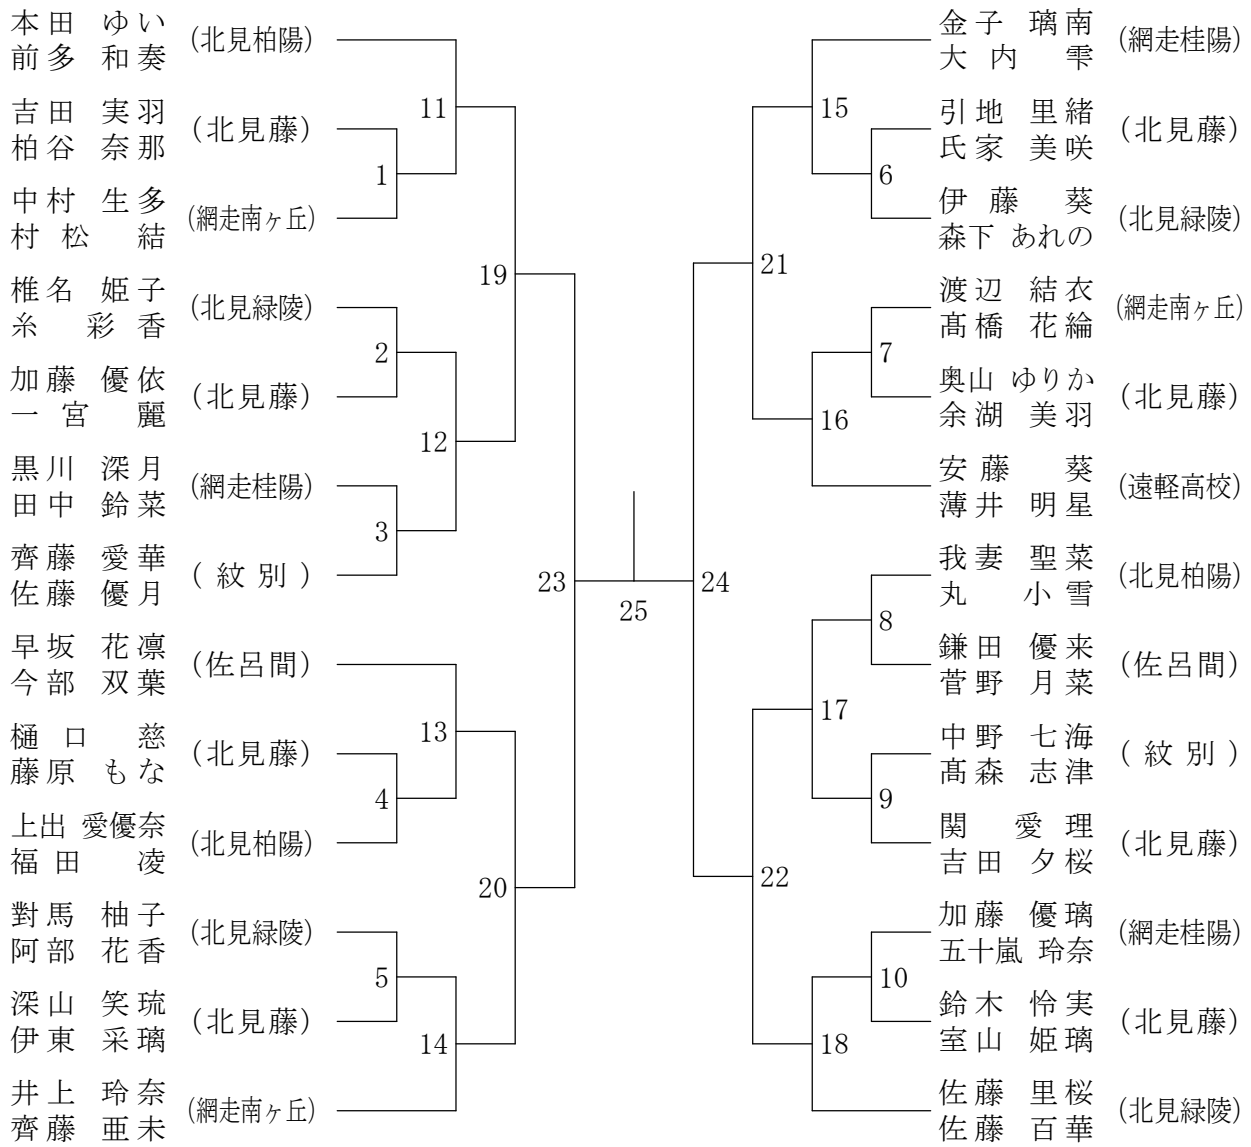 本田 ゆい
前多 和奏
(北見柏陽)
吉田 実羽
柏谷 奈那
(北見藤)
中村 生多
村松 結
(網走南ヶ丘)
椎名 姫子
糸 彩香
(北見緑陵)
加藤 優依
一宮 麗
(北見藤)
黒川 深月
田中 鈴菜
(網走桂陽)
齊藤 愛華
佐藤 優月
(紋別)
早坂 花凛
今部 双葉
(佐呂間)
樋口 慈
藤原 もな
(北見藤)
上出 愛優奈
福田 凌
(北見柏陽)
對馬 柚子
阿部 花香
(北見緑陵)
深山 笑琉
伊東 采璃
(北見藤)
井上 玲奈
齊藤 亜未
(網走南ヶ丘)
11
1
19
2
12
3
23
13
4
20
5
14
25
15
6
21
7
16
24
8
17
9
22
10
18
金子 璃南
大内 雫
(網走桂陽)
引地 里緒
氏家 美咲
(北見藤)
伊藤 葵
森下 あれの
(北見緑陵)
渡辺 結衣
髙橋 花綸
(網走南ヶ丘)
奥山 ゆりか
余湖 美羽
(北見藤)
安藤 葵
薄井 明星
(遠軽高校)
我妻 聖菜
丸 小雪
(北見柏陽)
鎌田 優来
菅野 月菜
(佐呂間)
中野 七海
髙森 志津
(紋別)
関 愛理
吉田 夕桜
(北見藤)
加藤 優璃
五十嵐 玲奈
(網走桂陽)
鈴木 怜実
室山 姫璃
(北見藤)
佐藤 里桜
佐藤 百華
(北見緑陵)